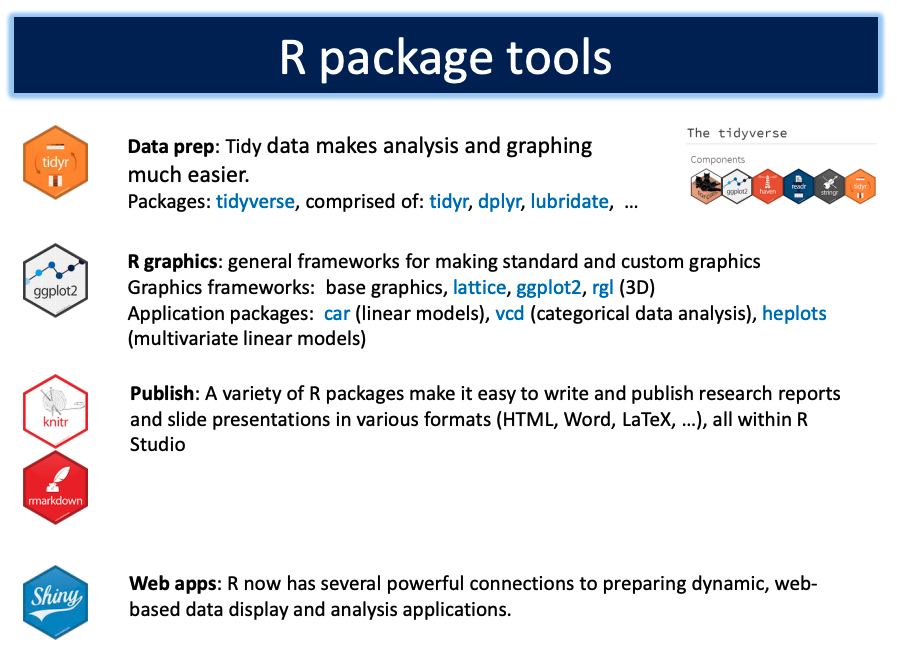 R package tools
The tidyverse
Components
ggplot2
haven
readr
stringr
tidyr
tidyr
Data prep: Tidy data makes analysis and graphing
much easier.
Packages: tidyverse, comprised of: tidyr, dplyr, lubridate, ...
ggplot2
R graphics: general frameworks for making standard and custom graphics
Graphics frameworks: base graphics, lattice, ggplot2, rgl (3D)
Application packages: car (linear models), vcd (categorical data analysis), heplots
(multivariate linear models)
knitr
Publish: A variety of R packages make it easy to write and publish research reports
and slide presentations in various formats (HTML, Word, LaTeX, ...), all within R
Studio
rmarkdown
Shiny
Web apps: R now has several powerful connections to preparing dynamic, web-
based data display and analysis applications.